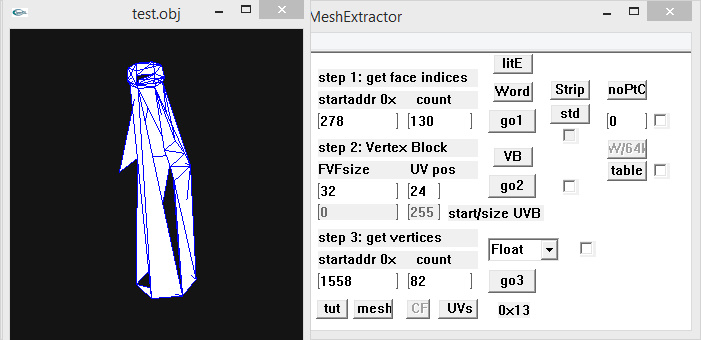 test.obj
MeshExtractor
litE
step 1: get face indices
Word Strip noPtC
startaddr 0x count
std
278 130 go1 0
step 2: Vertex Block
VB W/64k
FVFsize UV pos table
32 24 go2
0 255 start/size UVB
step 3: get vertices
Float
startaddr 0x count
1558 82 go3
tut mesh CF UVs 0x13